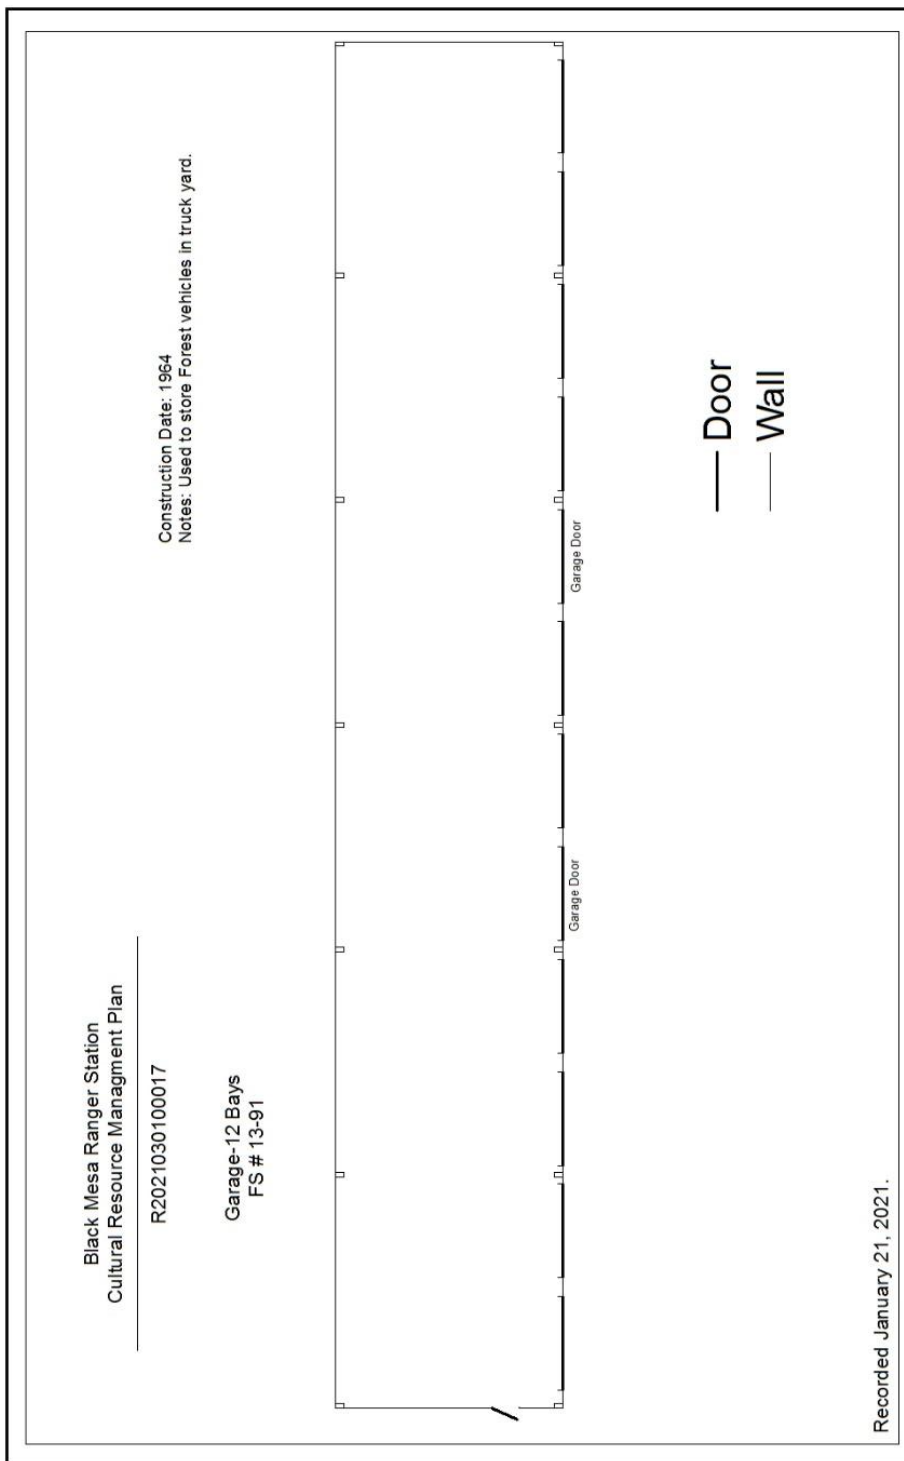 Black Mesa Ranger Station
Cultural Resource Managment Plan
R2021030100017
Garage-12 Bays
FS # 13-91
Construction Date: 1964
Notes: Used to store Forest vehicles in truck yard.
Garage Door
Garage Door
Door
Wall
Recorded January 21, 2021.